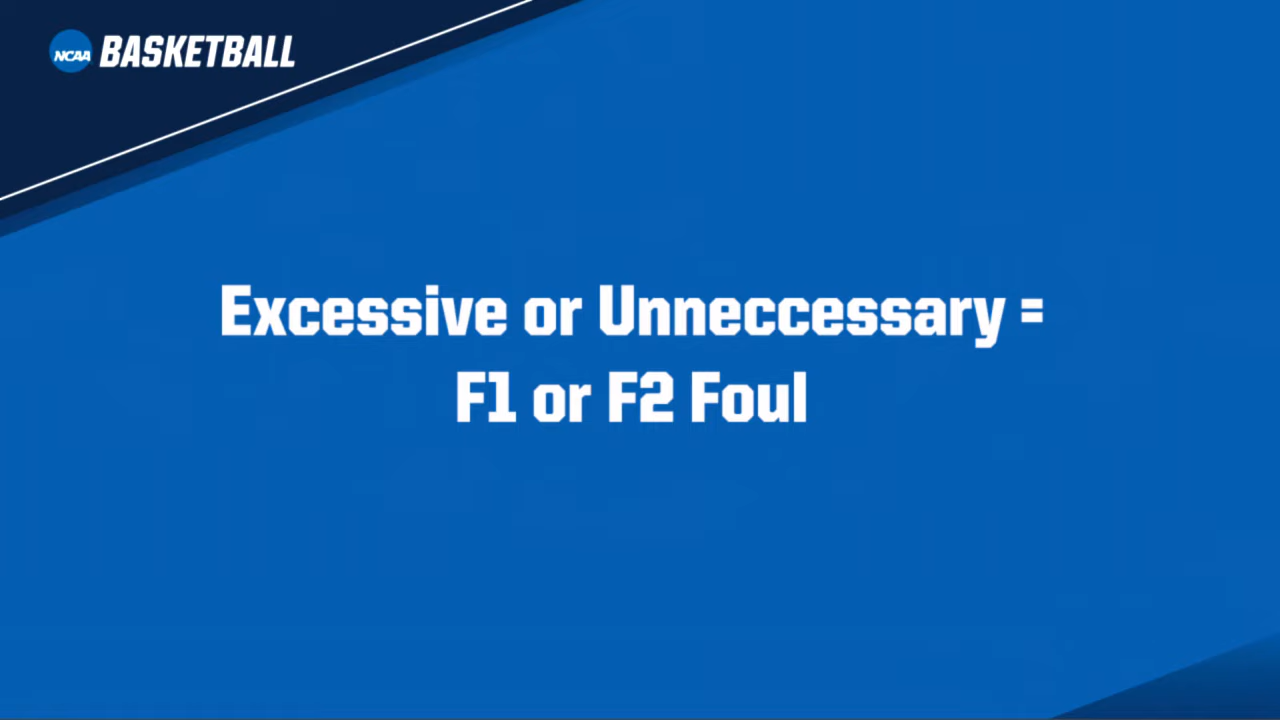 NCAA BASKETBALL
Excessive or Unneccessary =
F1 or F2 Foul